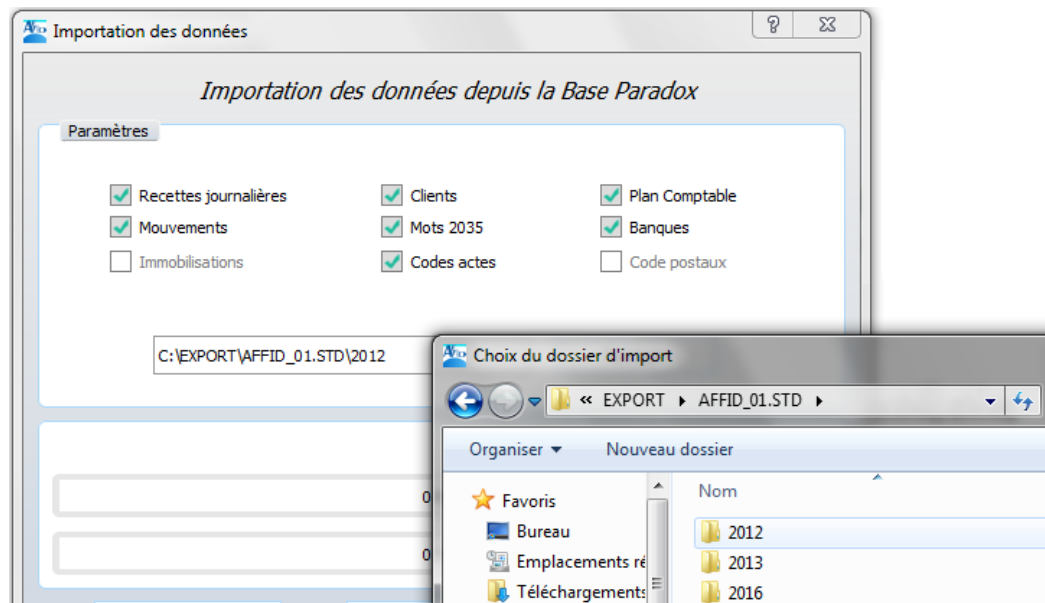 Importation des données
Importation des données depuis la Base Paradox
Paramètres
Recettes journalières Clients Plan Comptable
Mouvements Mots 2035 Banques
Immobilisations Codes actes Code postaux
C:\EXPORT\AFFID_01.STD\2012
Choix du dossier d'import
« EXPORT AFFID_01.STD
Organiser Nouveau dossier
Nom
Favoris
Bureau
Emplacements ré
Téléchargements
2012
2013
2016
0
0